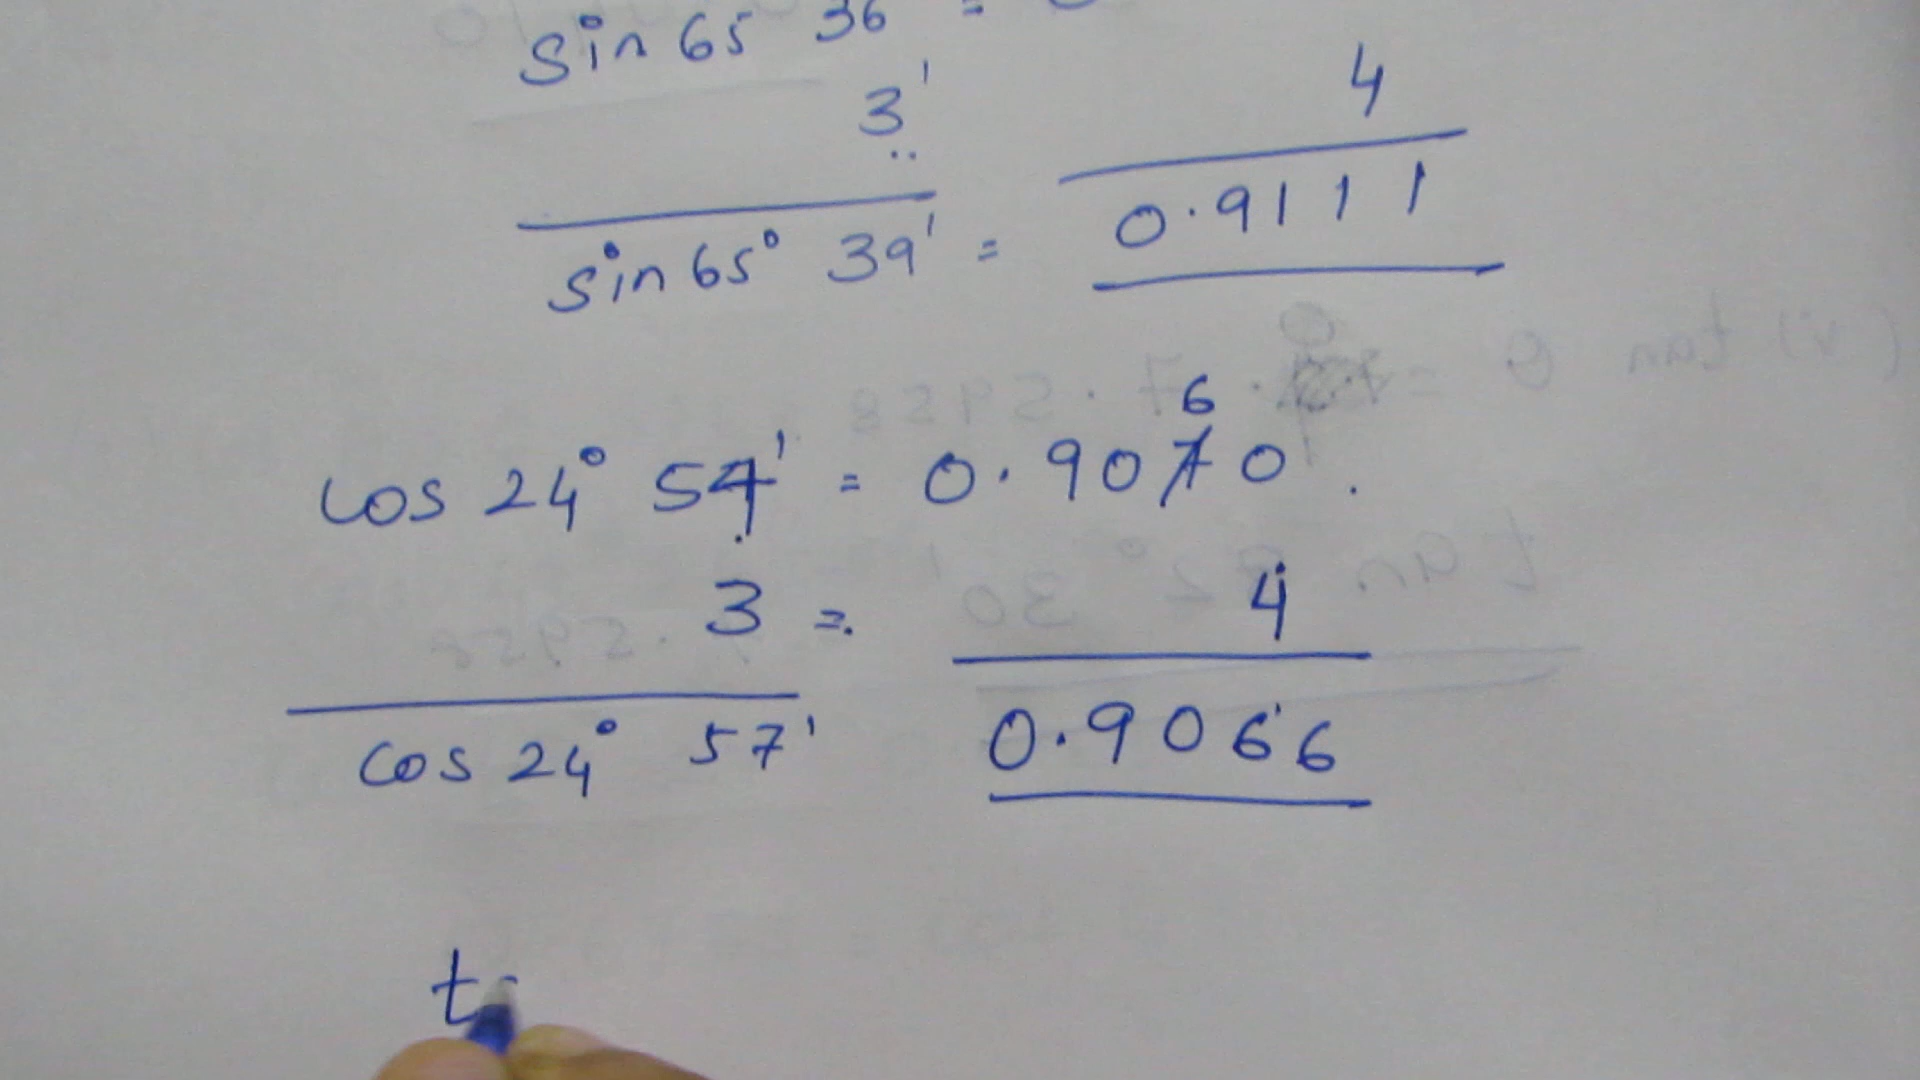 sin 65 36 =
3' 4
sin 65° 39' = 0.9111
6
cos 24° 54' = 0.9070.
3 = 4
cos 24° 57' 0.9066
t